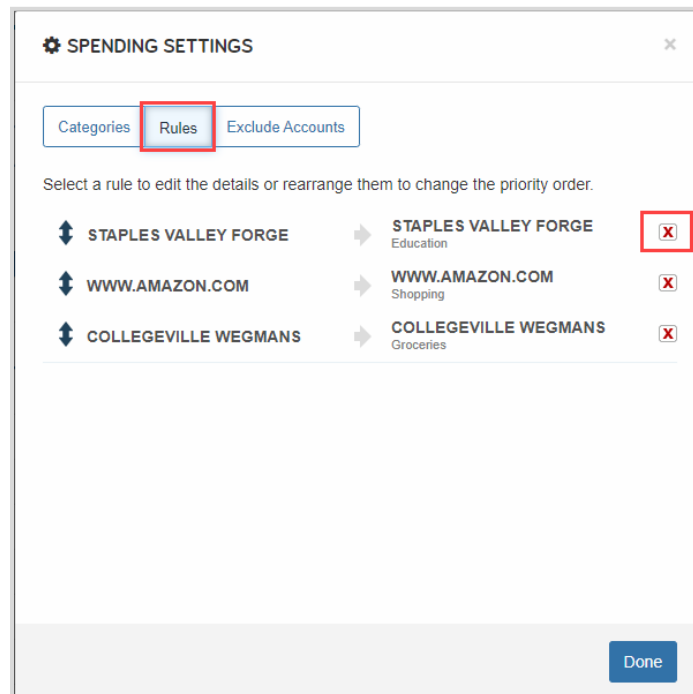 SPENDING SETTINGS ×
Categories Rules Exclude Accounts
Select a rule to edit the details or rearrange them to change the priority order.
STAPLES VALLEY FORGE STAPLES VALLEY FORGE X
Education
WWW.AMAZON.COM WWW.AMAZON.COM X
Shopping
COLLEGEVILLE WEGMANS COLLEGEVILLE WEGMANS X
Groceries
Done